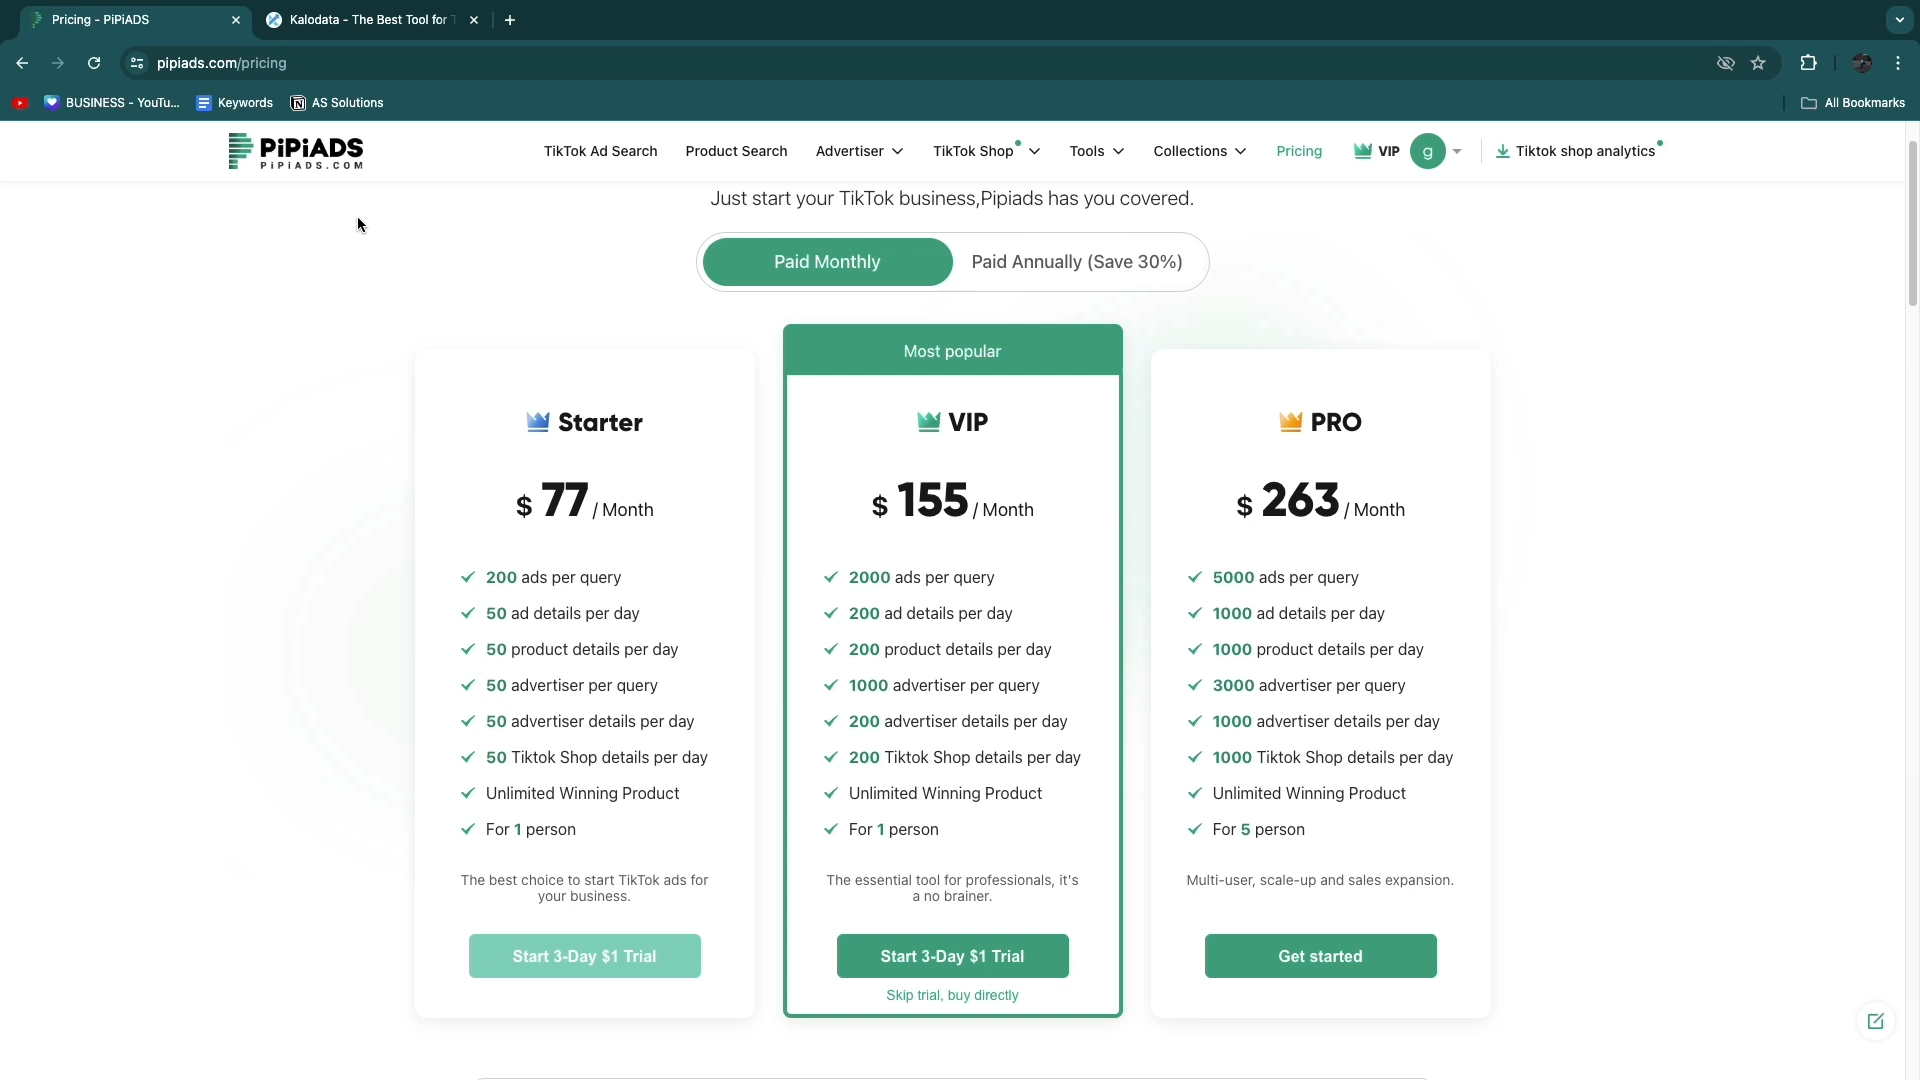 Pricing - PiPiADS
Kalodata - The Best Tool for
pipiads.com/pricing
BUSINESS - YouTu...
Keywords
AS Solutions
All Bookmarks
PiPiADS
PIPIADS.COM
TikTok Ad Search
Product Search
Advertiser
TikTok Shop
Tools
Collections
Pricing
VIP
g
Tiktok shop analytics
Just start your TikTok business,Pipiads has you covered.
Paid Monthly
Paid Annually (Save 30%)
Starter
$ 77 / Month
200 ads per query
50 ad details per day
50 product details per day
50 advertiser per query
50 advertiser details per day
50 Tiktok Shop details per day
Unlimited Winning Product
For 1 person
The best choice to start TikTok ads for
your business.
Start 3-Day $1 Trial
Most popular
VIP
$ 155 / Month
2000 ads per query
200 ad details per day
200 product details per day
1000 advertiser per query
200 advertiser details per day
200 Tiktok Shop details per day
Unlimited Winning Product
For 1 person
The essential tool for professionals, it's
a no brainer.
Start 3-Day $1 Trial
Skip trial, buy directly
PRO
$ 263 / Month
5000 ads per query
1000 ad details per day
1000 product details per day
3000 advertiser per query
1000 advertiser details per day
1000 Tiktok Shop details per day
Unlimited Winning Product
For 5 person
Multi-user, scale-up and sales expansion.
Get started